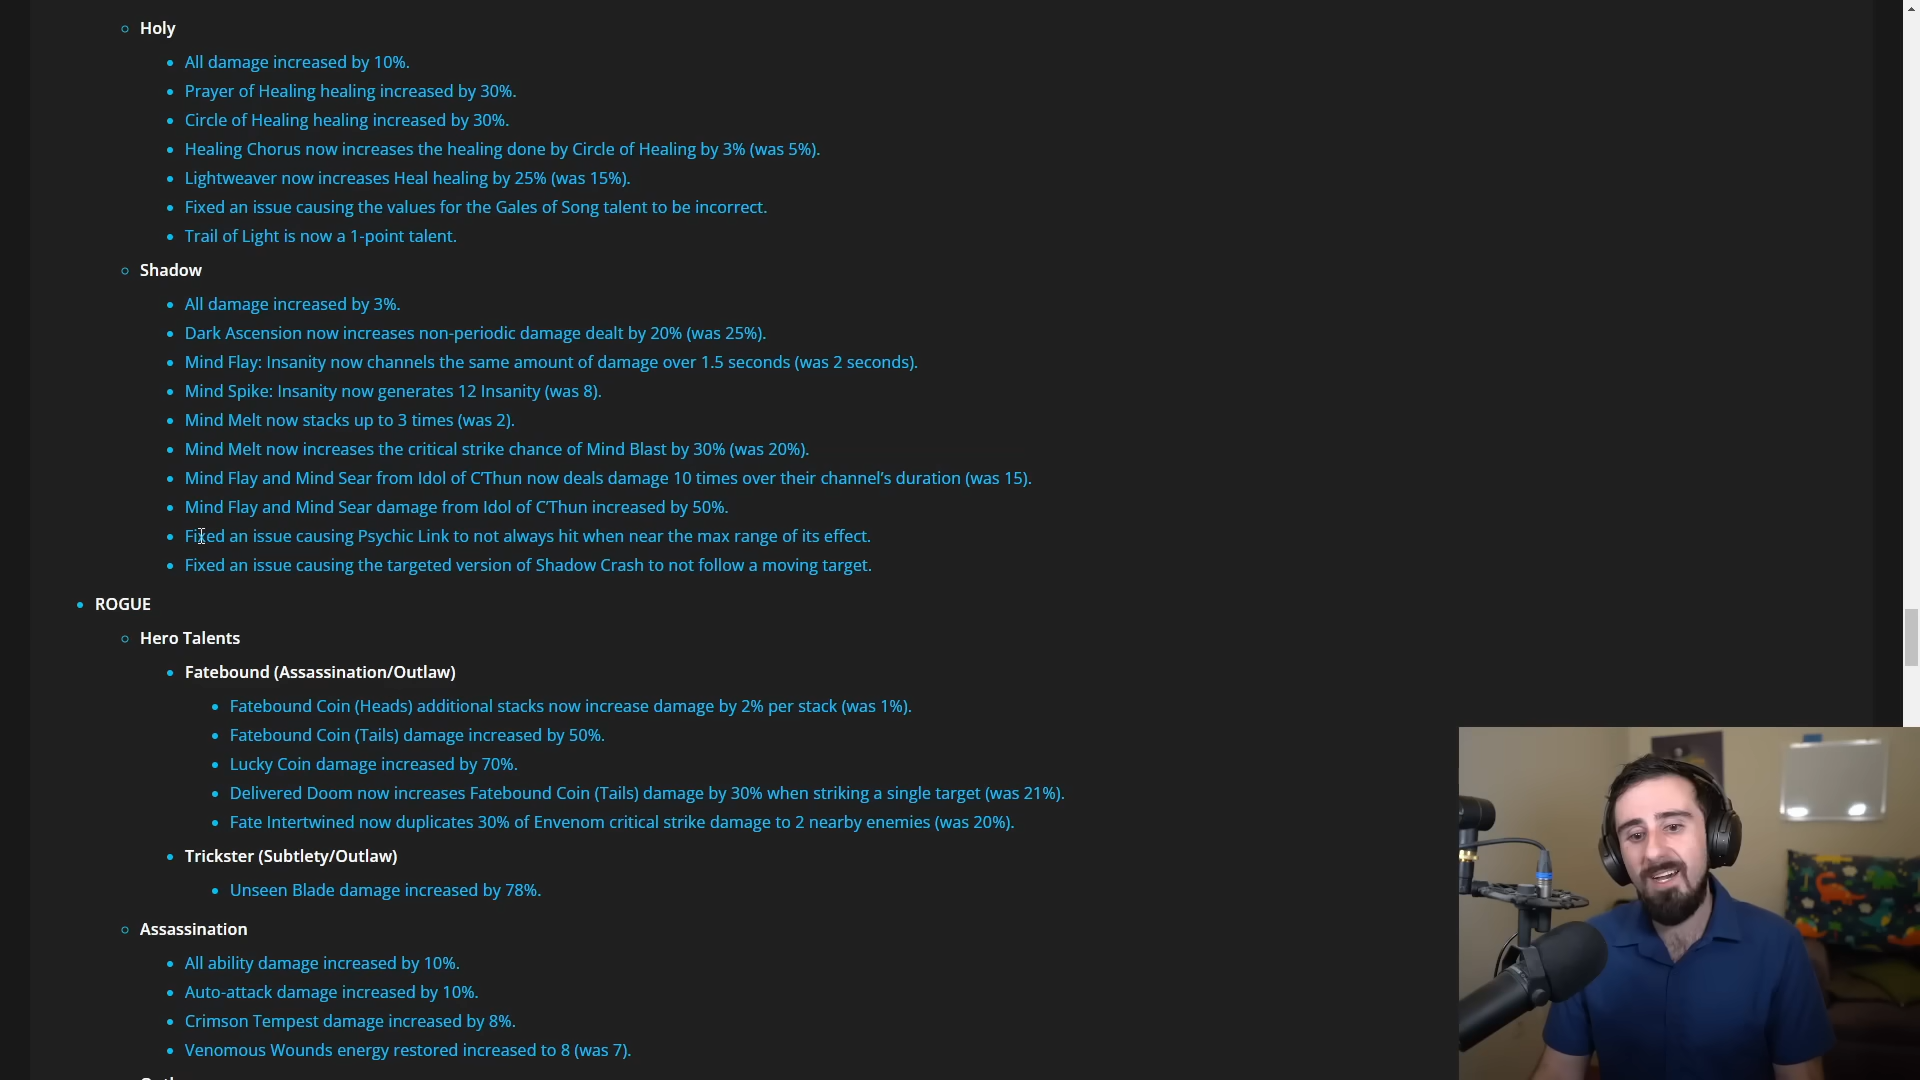 Holy
All damage increased by 10%.
Prayer of Healing healing increased by 30%.
Circle of Healing healing increased by 30%.
Healing Chorus now increases the healing done by Circle of Healing by 3% (was 5%).
Lightweaver now increases Heal healing by 25% (was 15%).
Fixed an issue causing the values for the Gales of Song talent to be incorrect.
Trail of Light is now a 1-point talent.
Shadow
All damage increased by 3%.
Dark Ascension now increases non-periodic damage dealt by 20% (was 25%).
Mind Flay: Insanity now channels the same amount of damage over 1.5 seconds (was 2 seconds).
Mind Spike: Insanity now generates 12 Insanity (was 8).
Mind Melt now stacks up to 3 times (was 2).
Mind Melt now increases the critical strike chance of Mind Blast by 30% (was 20%).
Mind Flay and Mind Sear from Idol of C’Thun now deals damage 10 times over their channel’s duration (was 15).
Mind Flay and Mind Sear damage from Idol of C’Thun increased by 50%.
Fixed an issue causing Psychic Link to not always hit when near the max range of its effect.
Fixed an issue causing the targeted version of Shadow Crash to not follow a moving target.
ROGUE
Hero Talents
Fatebound (Assassination/Outlaw)
Fatebound Coin (Heads) additional stacks now increase damage by 2% per stack (was 1%).
Fatebound Coin (Tails) damage increased by 50%.
Lucky Coin damage increased by 70%.
Delivered Doom now increases Fatebound Coin (Tails) damage by 30% when striking a single target (was 21%).
Fate Intertwined now duplicates 30% of Envenom critical strike damage to 2 nearby enemies (was 20%).
Trickster (Subtlety/Outlaw)
Unseen Blade damage increased by 78%.
Assassination
All ability damage increased by 10%.
Auto-attack damage increased by 10%.
Crimson Tempest damage increased by 8%.
Venomous Wounds energy restored increased to 8 (was 7).